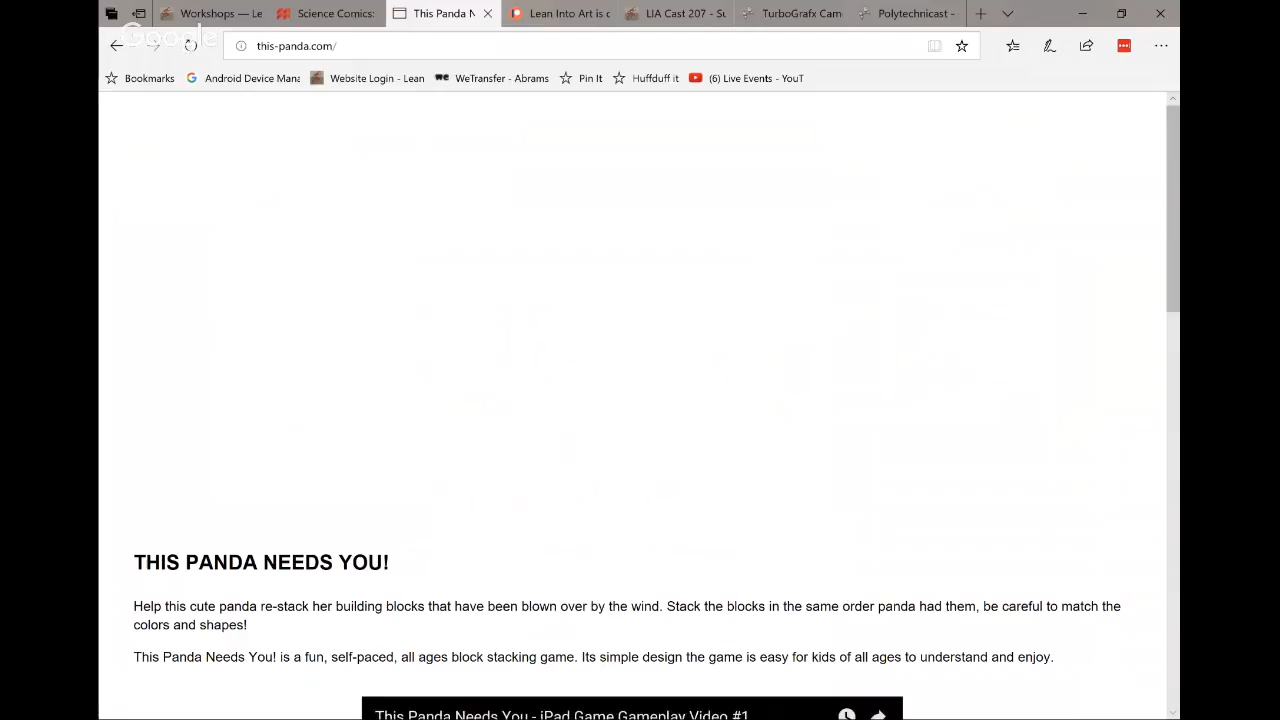 Workshops — Le
Science Comics:
This Panda N
Lean Into Art is c
LIA Cast 207 - Su
TurboGrafx Cam
Polytechnicast -
Google
this-panda.com/
Bookmarks
Android Device Mana
Website Login - Lean
WeTransfer - Abrams
Pin It
Huffduff it
(6) Live Events - YouT
THIS PANDA NEEDS YOU!
Help this cute panda re-stack her building blocks that have been blown over by the wind. Stack the blocks in the same order panda had them, be careful to match the
colors and shapes!
This Panda Needs You! is a fun, self-paced, all ages block stacking game. Its simple design the game is easy for kids of all ages to understand and enjoy.
This Panda Needs You - iPad Game Gameplay Video #1